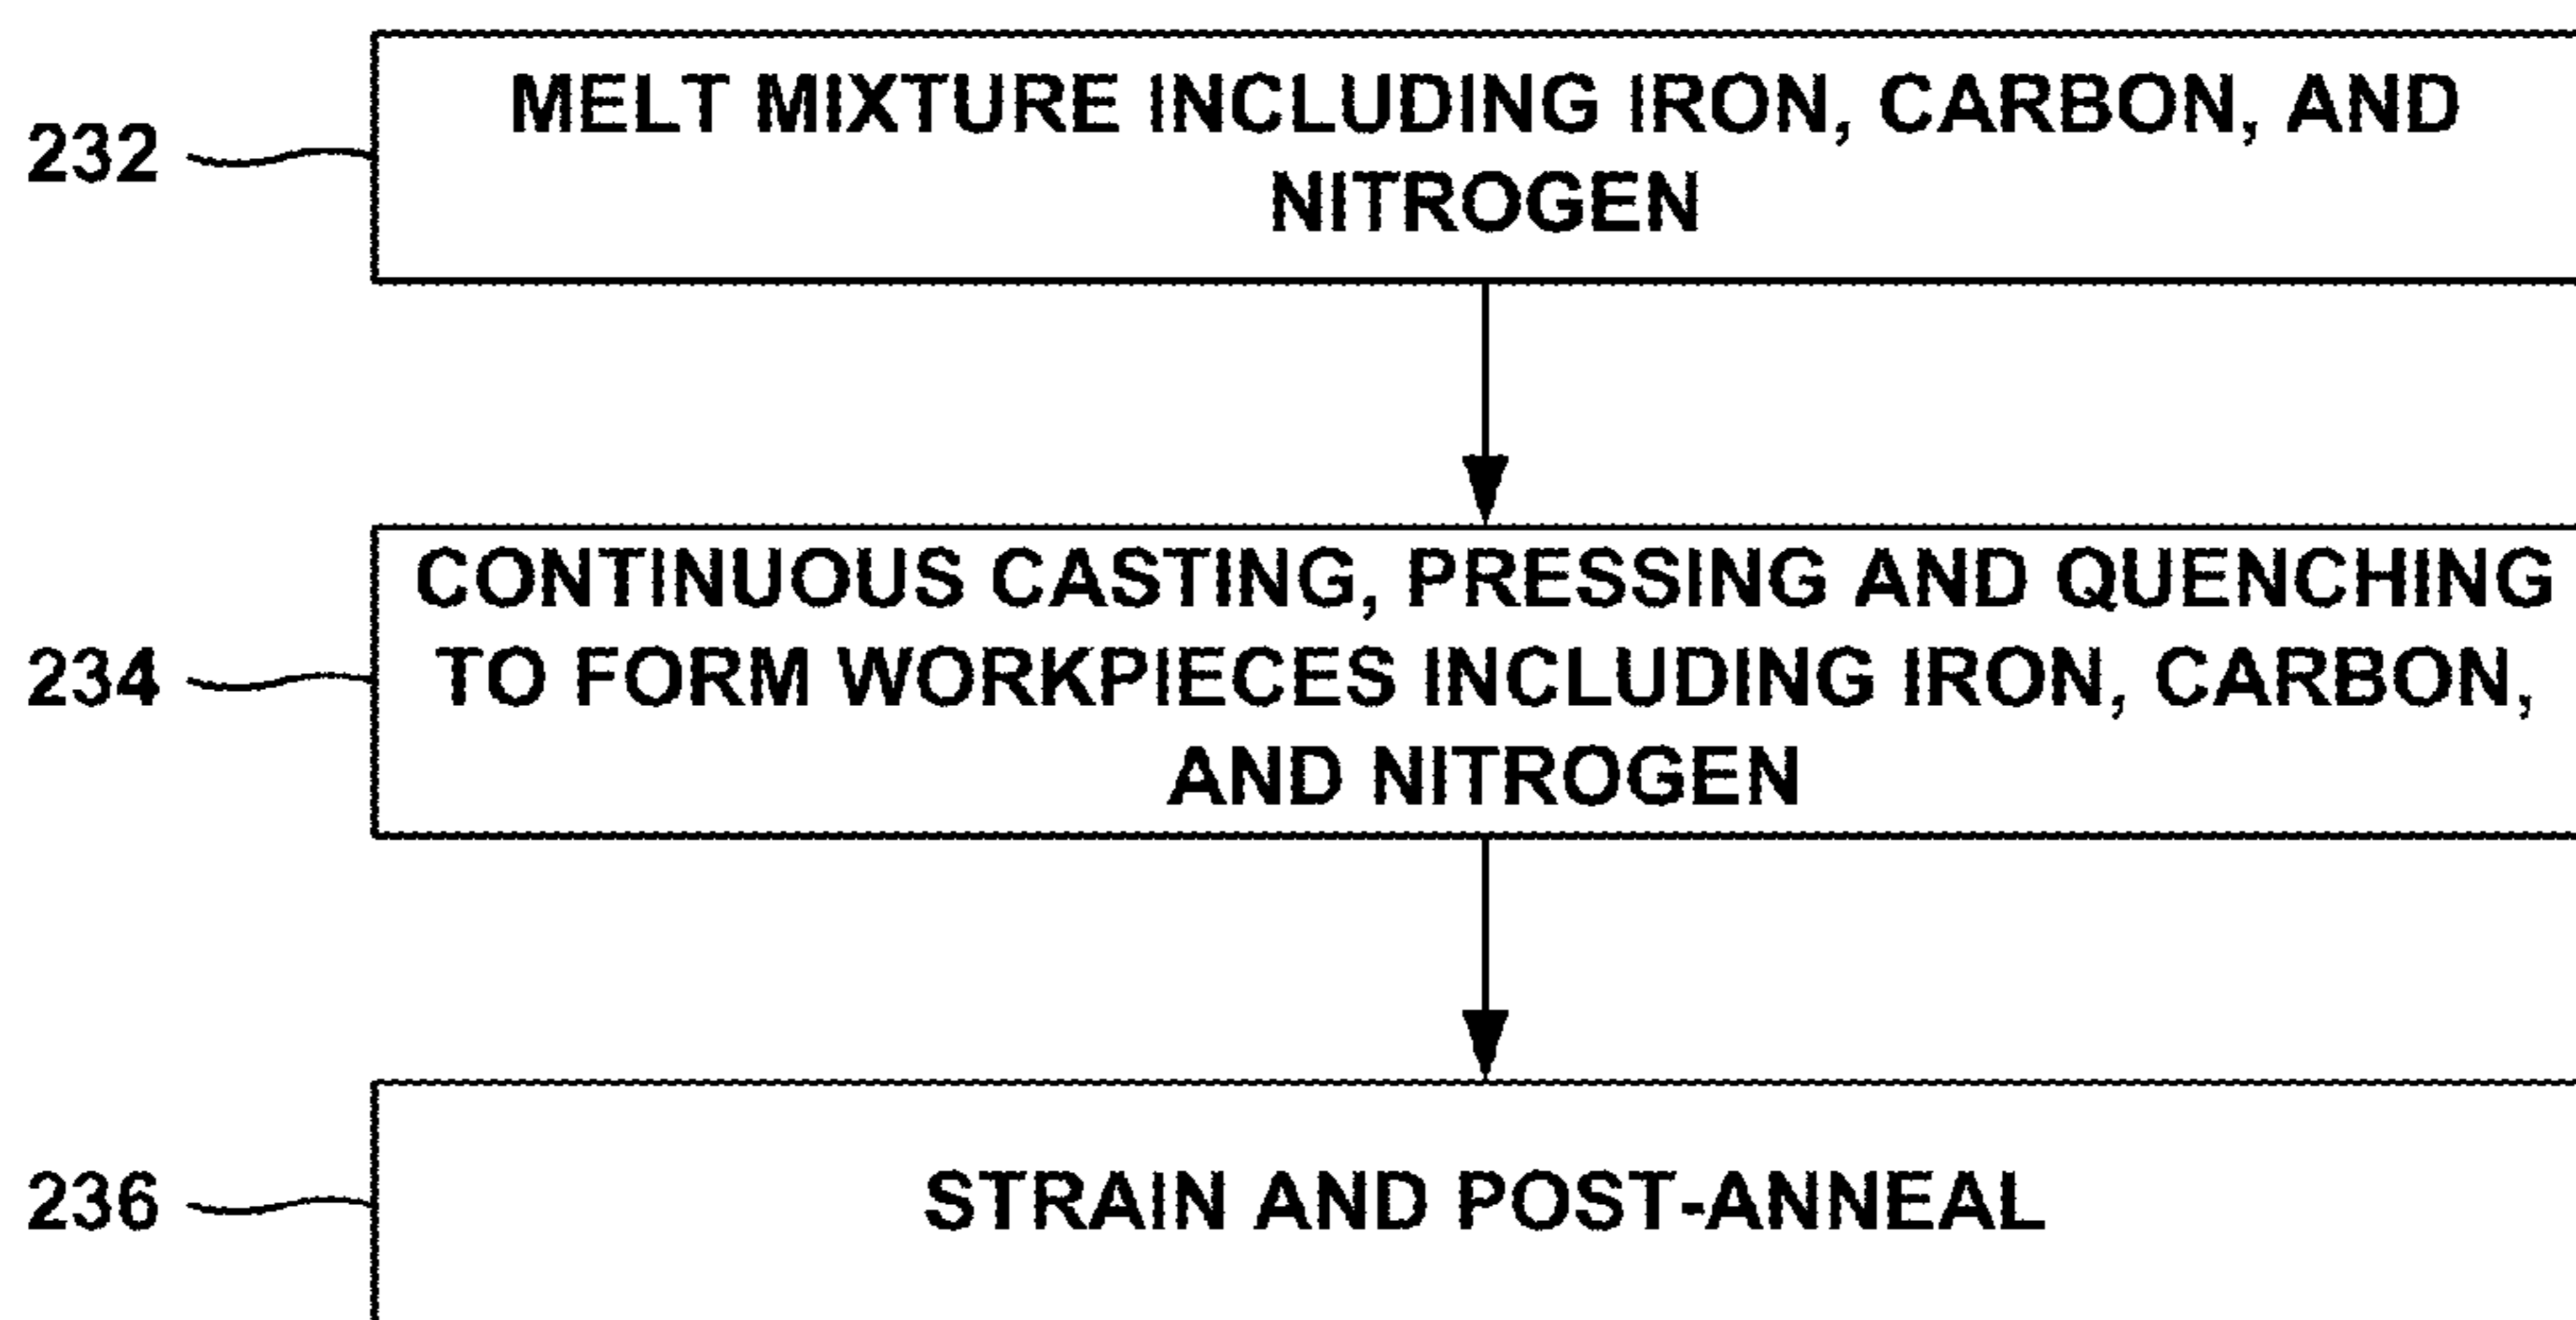 MELT MIXTURE INCLUDING IRON, CARBON, AND
NITROGEN
232
CONTINUOUS CASTING, PRESSING AND QUENCHING
TO FORM WORKPIECES INCLUDING IRON, CARBON,
AND NITROGEN
234
STRAIN AND POST-ANNEAL
236